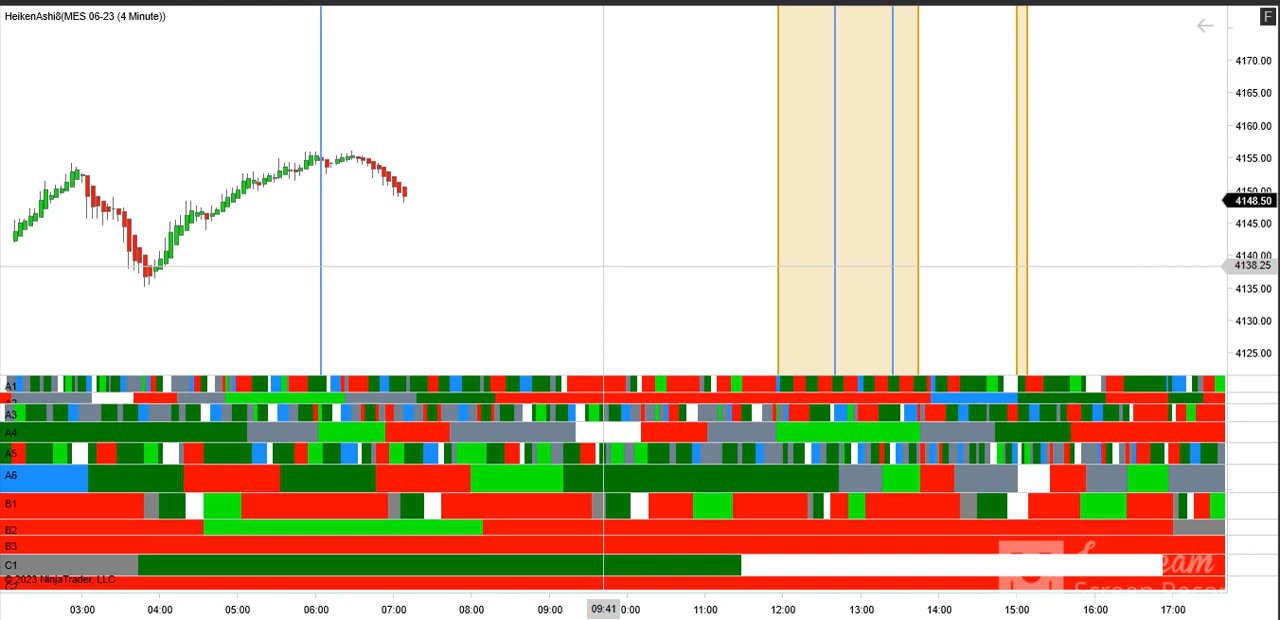 HeikenAshi8(MES 06-23 (4 Minute))
F
4170.00
4165.00
4160.00
4155.00
4150.00
4148.50
4145.00
4140.00
4138.25
4135.00
4130.00
4125.00
A1
A3
A4
A5
A6
B1
B2
B3
C1
© 2023 NinjaTrader, LLC
03:00 04:00 05:00 06:00 07:00 08:00 09:00 09:41 0:00 11:00 12:00 13:00 14:00 15:00 16:00 17:00